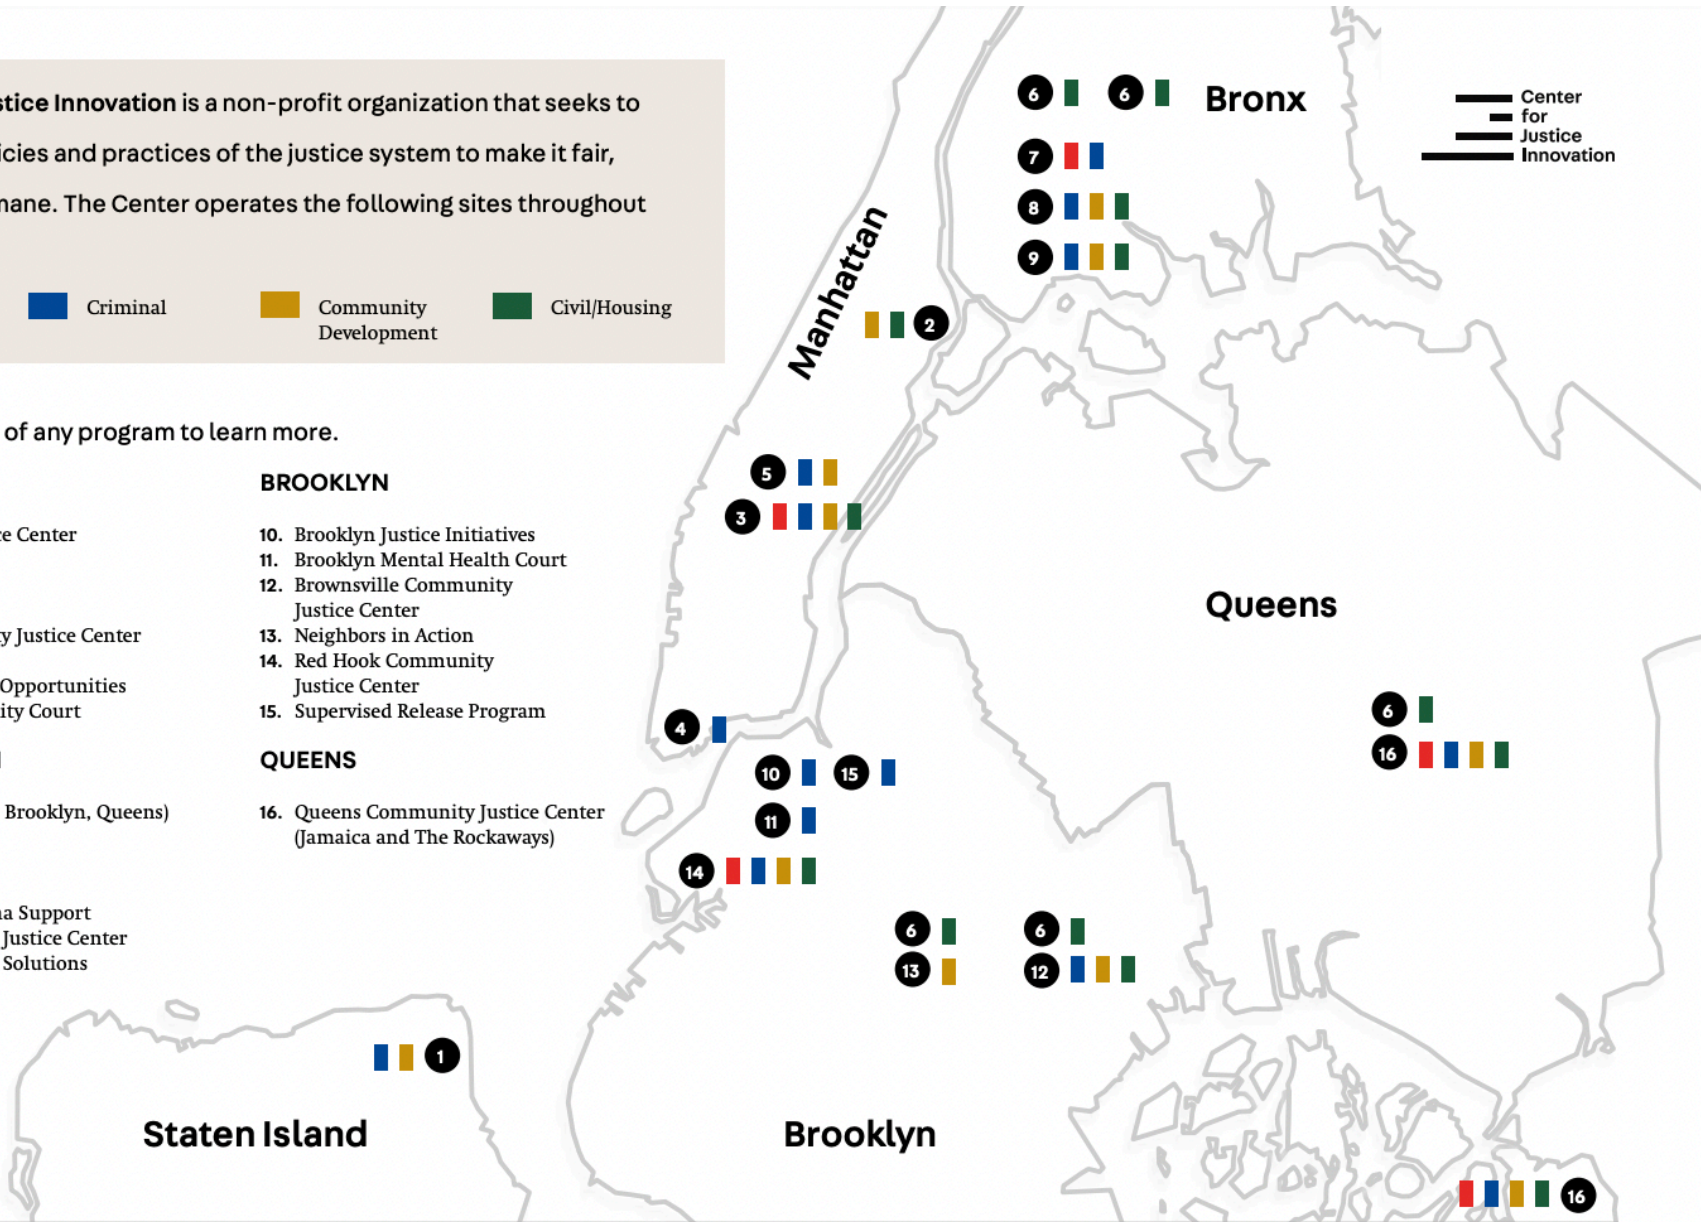 stice Innovation is a non-profit organization that seeks to
icies and practices of the justice system to make it fair,
mane. The Center operates the following sites throughout
Criminal
Community
Development
Civil/Housing
of any program to learn more.
ce Center
y Justice Center
Opportunities
ity Court
Brooklyn, Queens)
na Support
Justice Center
Solutions
BROOKLYN
10. Brooklyn Justice Initiatives
11. Brooklyn Mental Health Court
12. Brownsville Community
Justice Center
13. Neighbors in Action
14. Red Hook Community
Justice Center
15. Supervised Release Program
QUEENS
16. Queens Community Justice Center
(Jamaica and The Rockaways)
Center
for
Justice
Innovation
6 6 Bronx
7
8
9
Manhattan
2
5
3
4
Queens
6
16
10 15
11
14
6 6
13 12
1
Staten Island
Brooklyn
16